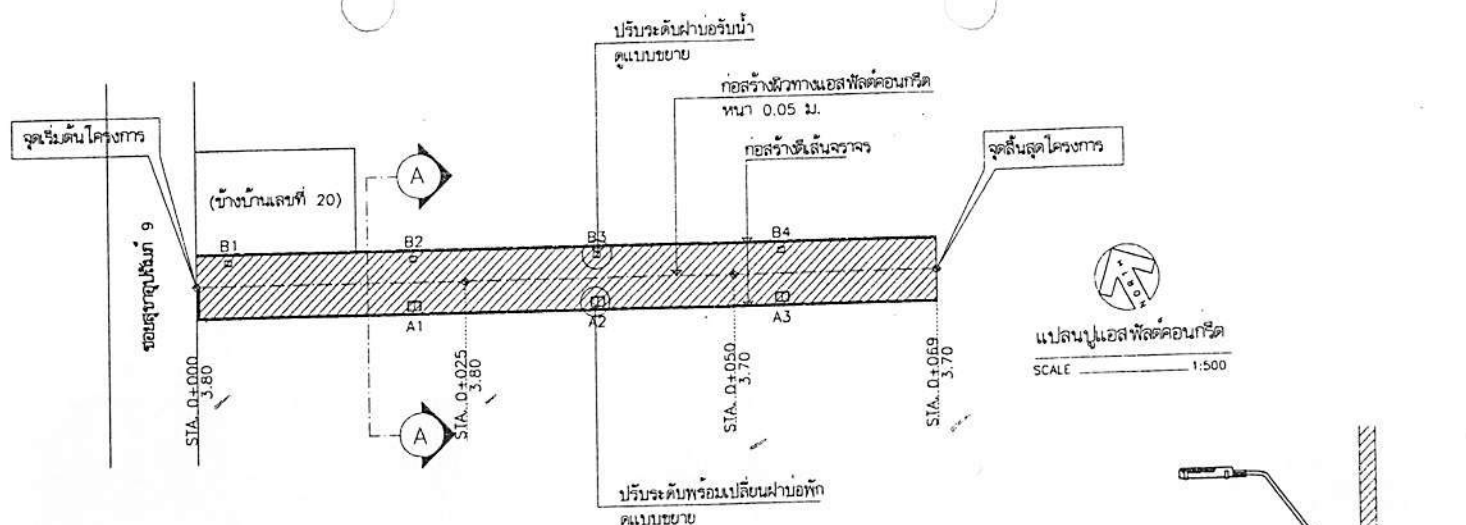 ปรับระดับฝาบ่อรับน้ำ
ดูแบบขยาย
ก่อสร้างผิวทางแอสฟัลต์คอนกรีต
หนา 0.05 ม.
ก่อสร้างตีเส้นจราจร
จุดเริ่มต้นโครงการ
จุดสิ้นสุดโครงการ
(ข้างบ้านเลขที่ 20)
A
B1
B2
B3
B4
A1
A2
A3
NORTH
แปลนปูแอสฟัลต์คอนกรีต
SCALE 1:500
STA. 0+000
3.80
STA. 0+025
3.80
STA. 0+050
3.70
STA. 0+069
3.70
A
ปรับระดับพร้อมเปลี่ยนฝาบ่อพัก
ดูแบบขยาย